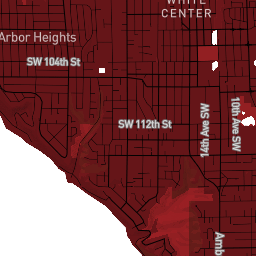 WHITE
CENTER
Arbor Heights
SW 104th St
SW 112th St
14th Ave SW
10th Ave SW
Amb